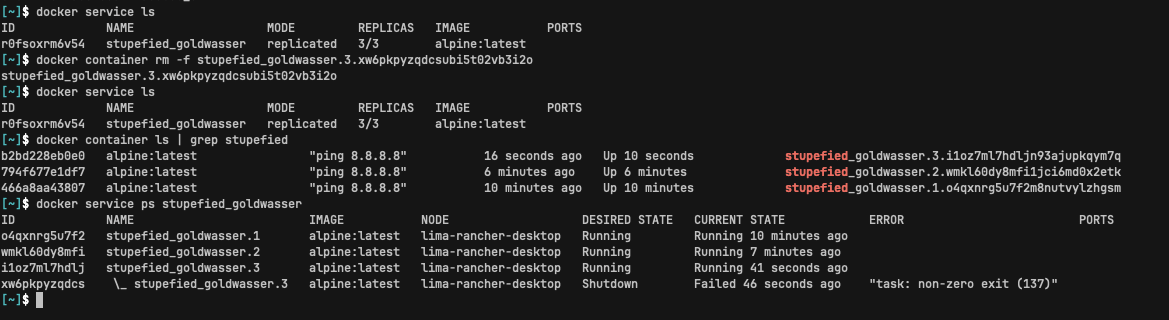 [~]$ docker service ls
ID NAME MODE REPLICAS IMAGE PORTS
r0fsoxrm6v54 stupefied_goldwasser replicated 3/3 alpine:latest
[~]$ docker container rm -f stupefied_goldwasser.3.xw6pkpyzqdcsubi5t02vb3i2o
stupefied_goldwasser.3.xw6pkpyzqdcsubi5t02vb3i2o
[~]$ docker service ls
ID NAME MODE REPLICAS IMAGE PORTS
r0fsoxrm6v54 stupefied_goldwasser replicated 3/3 alpine:latest
[~]$ docker container ls | grep stupefied
b2bd228eb0e0 alpine:latest "ping 8.8.8.8" 16 seconds ago Up 10 seconds stupefied_goldwasser.3.i1oz7ml7hdljn93ajupkqym7q
794f677e1df7 alpine:latest "ping 8.8.8.8" 6 minutes ago Up 6 minutes stupefied_goldwasser.2.wmkl60dy8mfi1jci6md0x2etk
466a8aa43807 alpine:latest "ping 8.8.8.8" 10 minutes ago Up 10 minutes stupefied_goldwasser.1.o4qxnrg5u7f2m8nutvylzhgsm
[~]$ docker service ps stupefied_goldwasser
ID NAME IMAGE NODE DESIRED STATE CURRENT STATE ERROR PORTS
o4qxnrg5u7f2 stupefied_goldwasser.1 alpine:latest lima-rancher-desktop Running Running 10 minutes ago
wmkl60dy8mfi stupefied_goldwasser.2 alpine:latest lima-rancher-desktop Running Running 7 minutes ago
i1oz7ml7hdlj stupefied_goldwasser.3 alpine:latest lima-rancher-desktop Running Running 41 seconds ago
xw6pkpyzqdcs \_ stupefied_goldwasser.3 alpine:latest lima-rancher-desktop Shutdown Failed 46 seconds ago "task: non-zero exit (137)"
[~]$